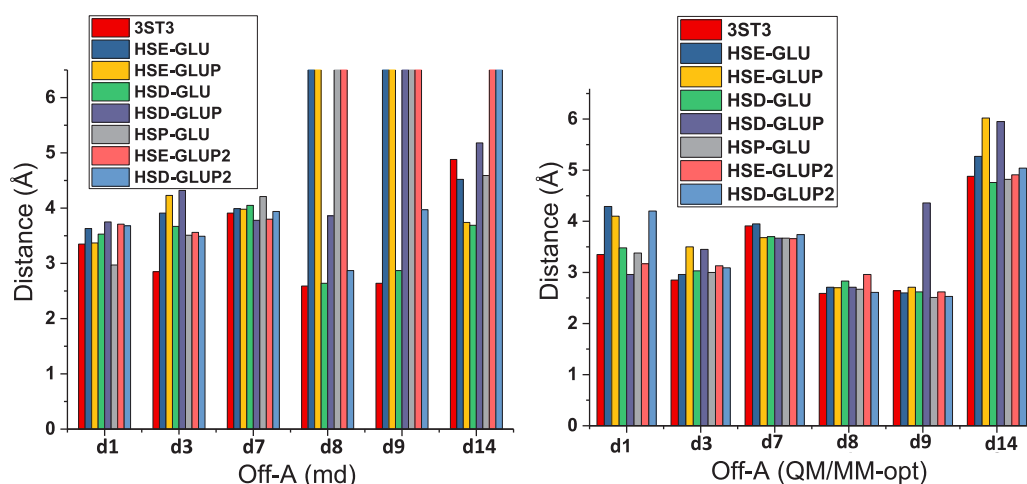 3ST3
HSE-GLU
HSE-GLUP
HSD-GLU
HSD-GLUP
HSP-GLU
HSE-GLUP2
HSD-GLUP2
Distance (Å)
6
5
4
3
2
1
0
d1 d3 d7 d8 d9 d14
Off-A (md)
3ST3
HSE-GLU
HSE-GLUP
HSD-GLU
HSD-GLUP
HSP-GLU
HSE-GLUP2
HSD-GLUP2
Distance (Å)
6
5
4
3
2
1
0
d1 d3 d7 d8 d9 d14
Off-A (QM/MM-opt)